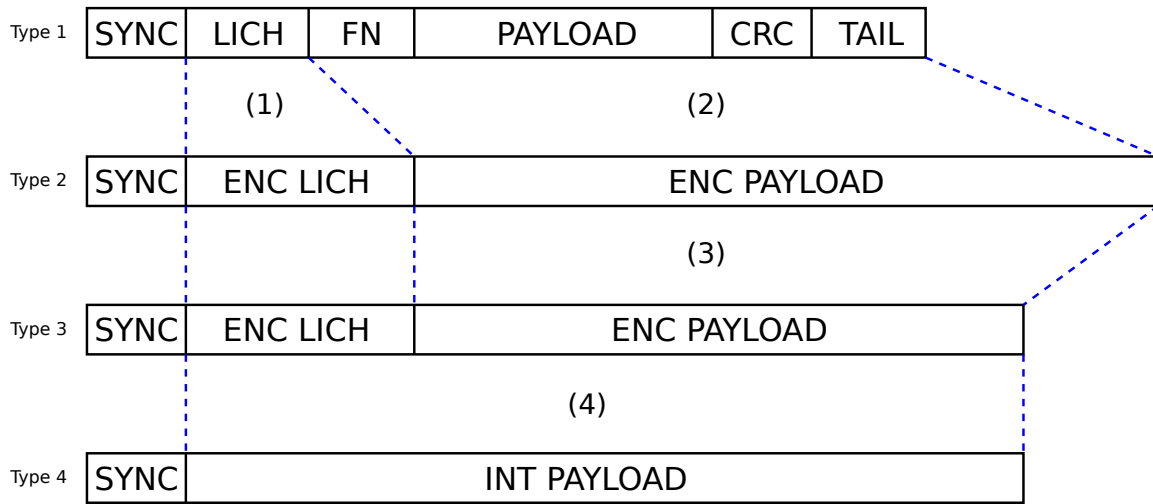 Type 1 SYNC LICH FN PAYLOAD CRC TAIL
(1) (2)
Type 2 SYNC ENC LICH ENC PAYLOAD
(3)
Type 3 SYNC ENC LICH ENC PAYLOAD
(4)
Type 4 SYNC INT PAYLOAD